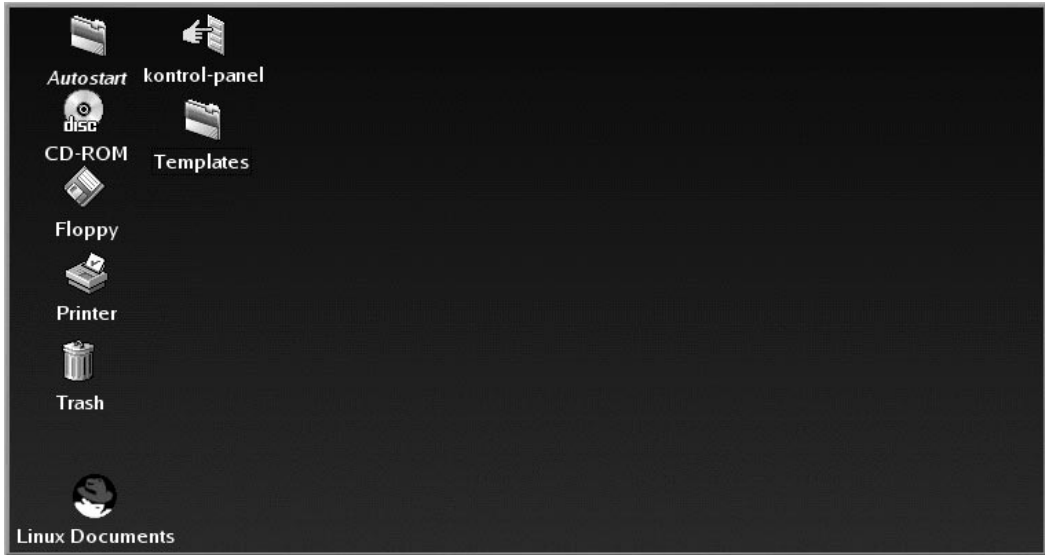 Autostart
kontrol-panel
disc
CD-ROM
Templates
Floppy
Printer
Trash
Linux Documents